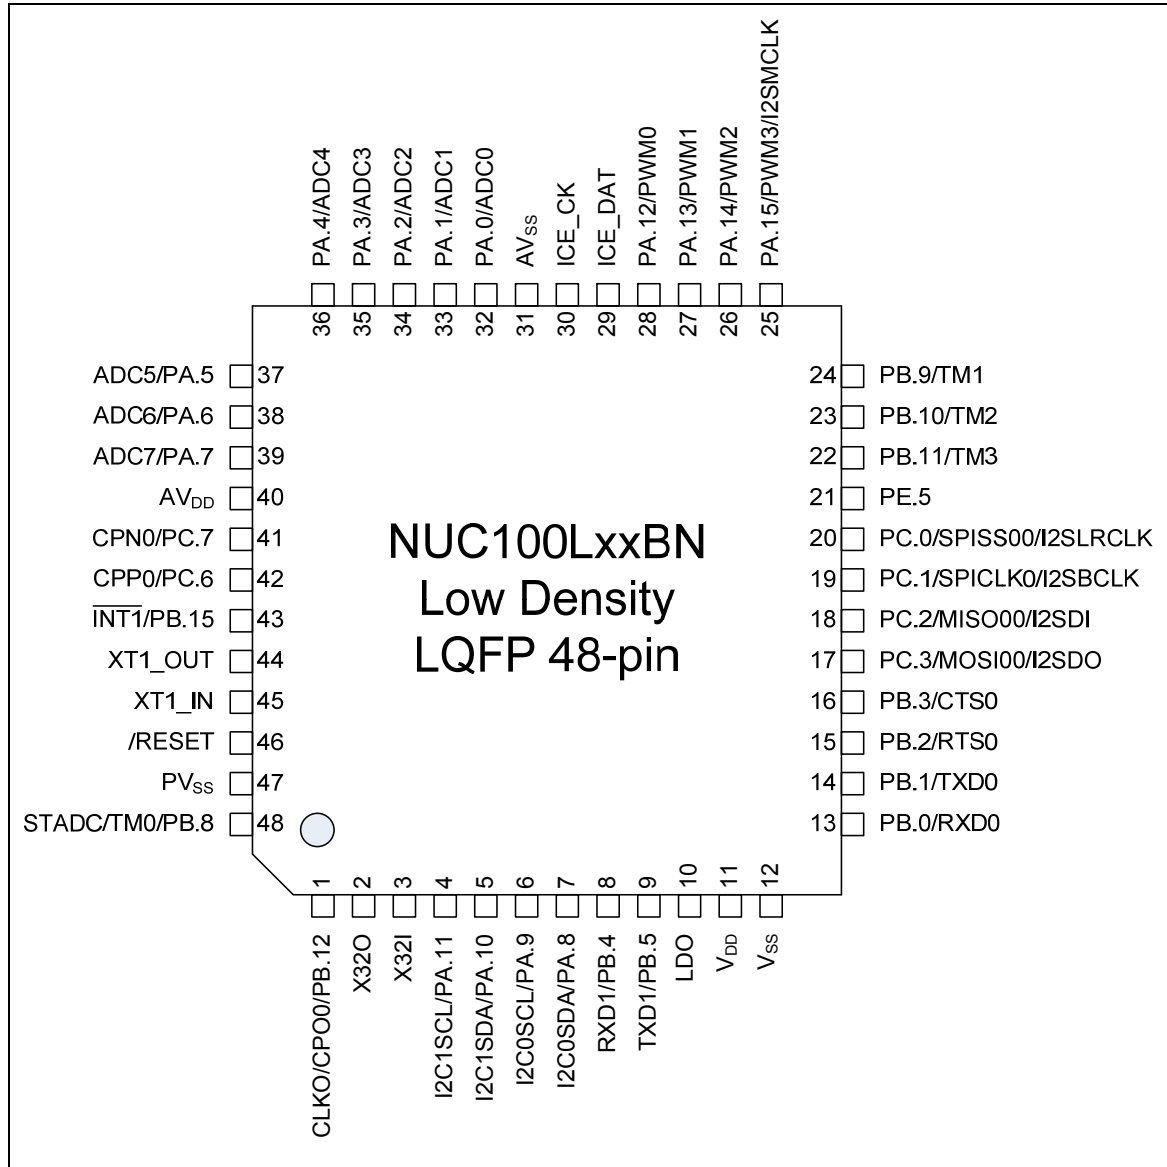 PA.4/ADC4
PA.3/ADC3
PA.2/ADC2
PA.1/ADC1
PA.0/ADC0
AVSS
ICE_CK
ICE_DAT
PA.12/PWM0
PA.13/PWM1
PA.14/PWM2
PA.15/PWM3/I2SMCLK
36
35
34
33
32
31
30
29
28
27
26
25
ADC5/PA.5 37
ADC6/PA.6 38
ADC7/PA.7 39
AVDD 40
CPN0/PC.7 41
CPP0/PC.6 42
INT1/PB.15 43
XT1_OUT 44
XT1_IN 45
/RESET 46
PVSS 47
STADC/TM0/PB.8 48
NUC100LxxBN
Low Density
LQFP 48-pin
24 PB.9/TM1
23 PB.10/TM2
22 PB.11/TM3
21 PE.5
20 PC.0/SPISS00/I2SLRCLK
19 PC.1/SPICLK0/I2SBCLK
18 PC.2/MISO00/I2SDI
17 PC.3/MOSI00/I2SDO
16 PB.3/CTS0
15 PB.2/RTS0
14 PB.1/TXD0
13 PB.0/RXD0
1
2
3
4
5
6
7
8
9
10
11
12
CLKO/CPO0/PB.12
X32O
X32I
I2C1SCL/PA.11
I2C1SDA/PA.10
I2C0SCL/PA.9
I2C0SDA/PA.8
RXD1/PB.4
TXD1/PB.5
LDO
VDD
VSS